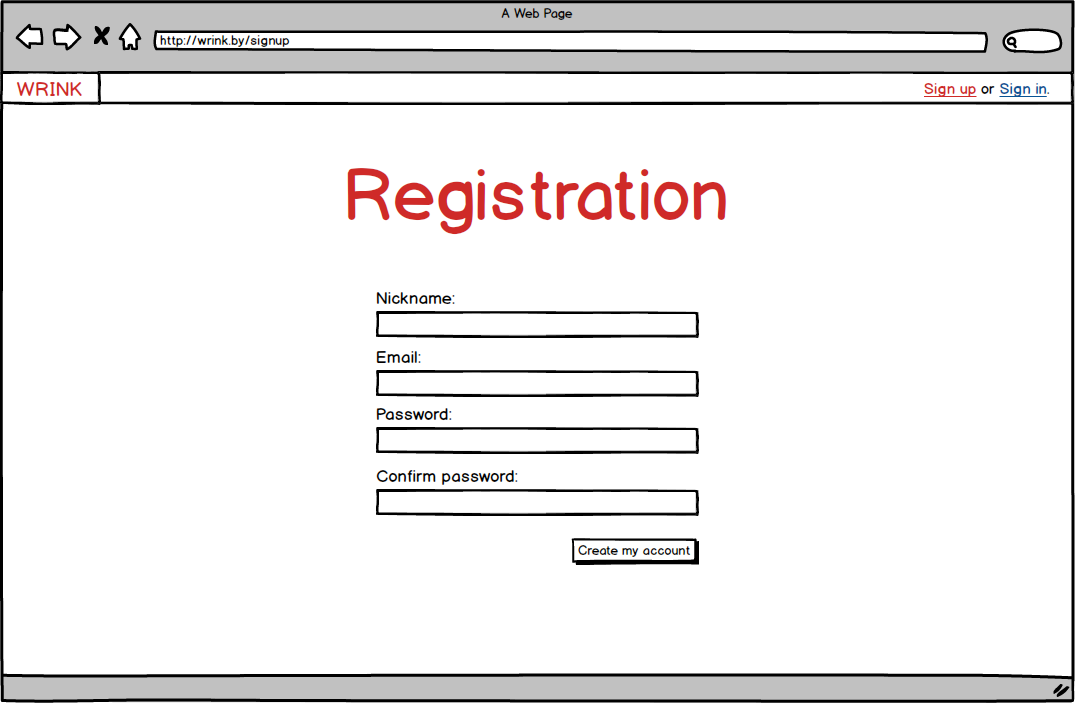 A Web Page
http://wrink.by/signup
WRINK
Sign up or Sign in.
Registration
Nickname:
Email:
Password:
Confirm password:
Create my account